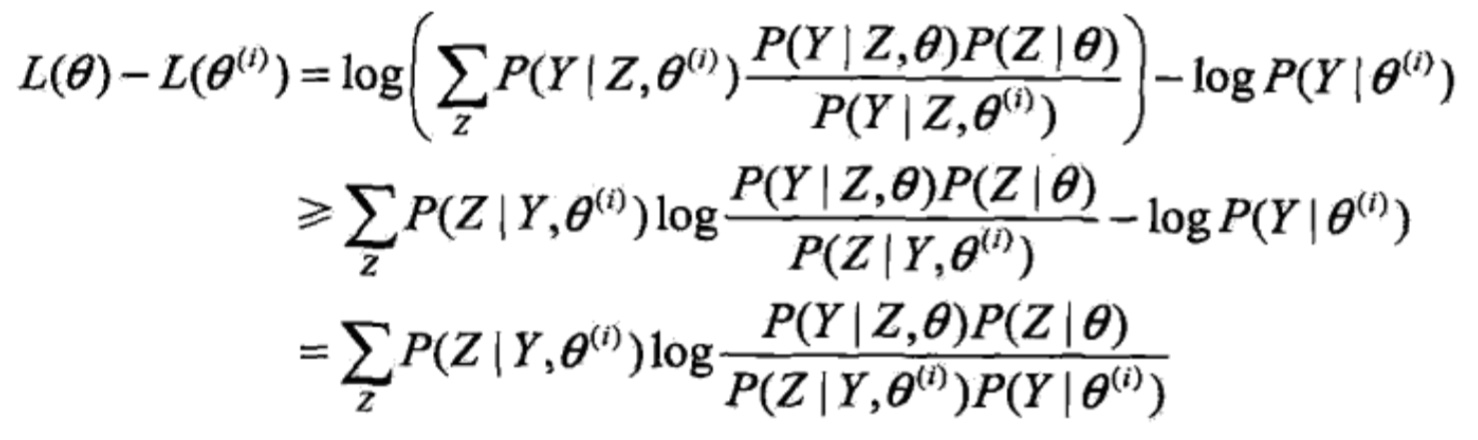 L(θ) − L(θ^{(i)}) = log( ∑_Z P(Y | Z, θ^{(i)}) \frac{P(Y | Z, θ)P(Z | θ)}{P(Y | Z, θ^{(i)})} ) − log P(Y | θ^{(i)})
⩾ ∑_Z P(Z | Y, θ^{(i)}) log \frac{P(Y | Z, θ)P(Z | θ)}{P(Z | Y, θ^{(i)})} − log P(Y | θ^{(i)})
= ∑_Z P(Z | Y, θ^{(i)}) log \frac{P(Y | Z, θ)P(Z | θ)}{P(Z | Y, θ^{(i)})P(Y | θ^{(i)})}